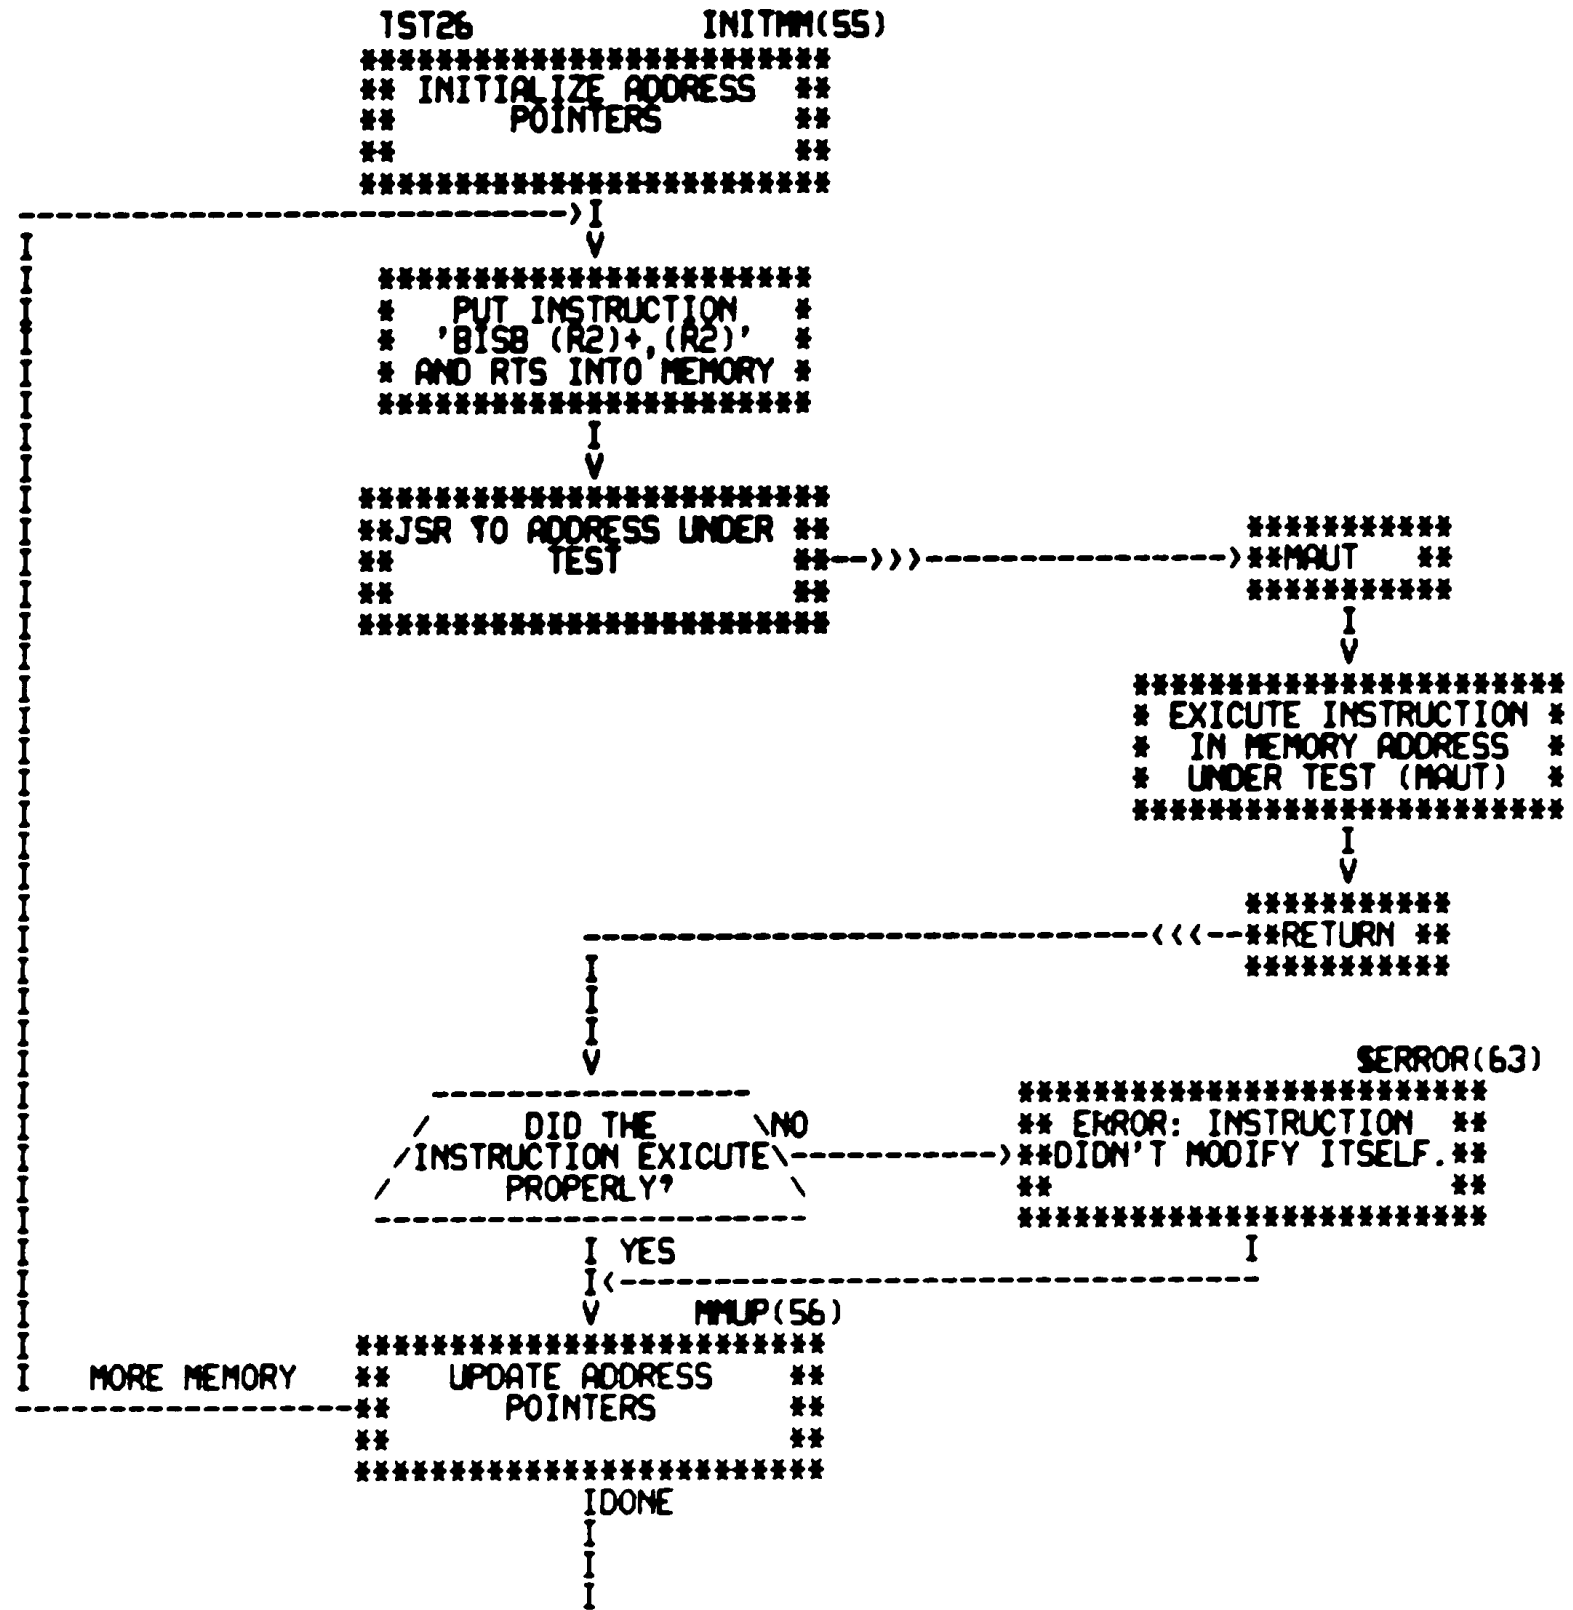 TST26 INITMM(55)
INITIALIZE ADDRESS
POINTERS
PUT INSTRUCTION
'BISB (R2)+,(R2)'
AND RTS INTO MEMORY
JSR TO ADDRESS UNDER
TEST
MAUT
EXICUTE INSTRUCTION
IN MEMORY ADDRESS
UNDER TEST (MAUT)
RETURN
$ERROR(63)
DID THE
INSTRUCTION EXICUTE
PROPERLY?
NO
ERROR: INSTRUCTION
DIDN'T MODIFY ITSELF.
YES
MMUP(56)
MORE MEMORY
UPDATE ADDRESS
POINTERS
DONE